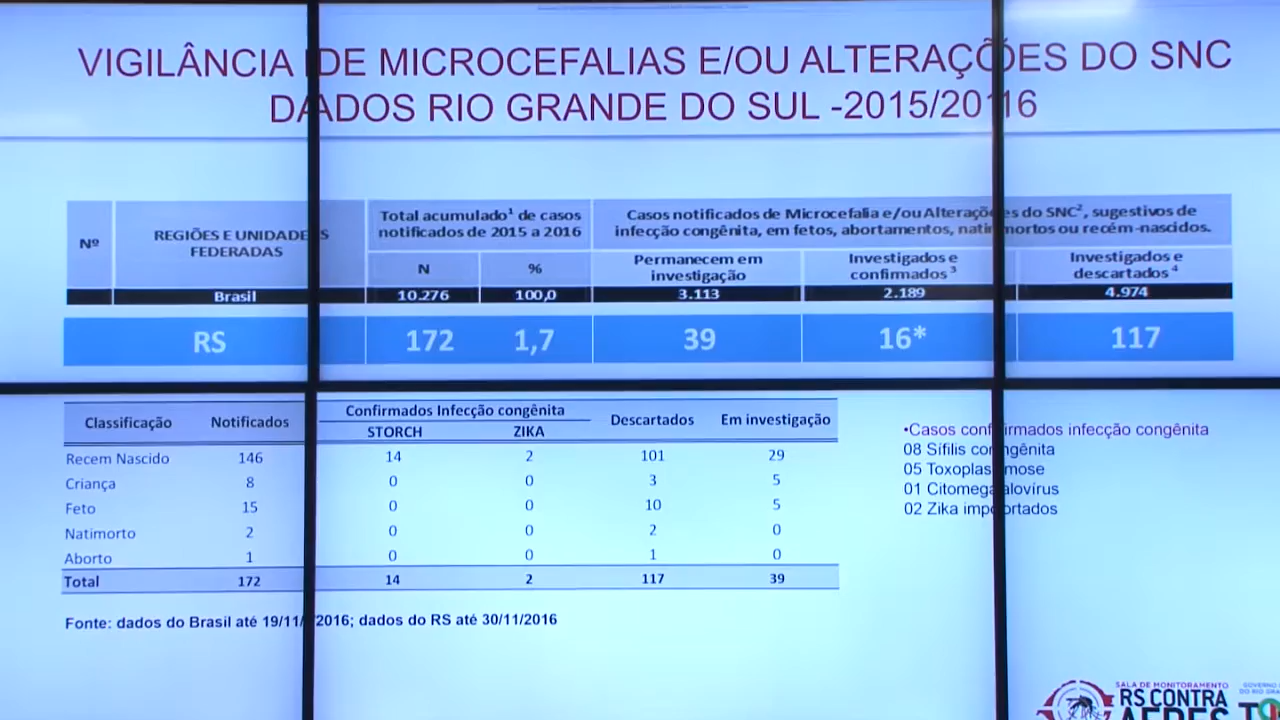 VIGILÂNCIA DE MICROCEFALIAS E/OU ALTERAÇÕES DO SNC
DADOS RIO GRANDE DO SUL -2015/2016
Nº
REGIÕES E UNIDADES
FEDERADAS
Total acumulado¹ de casos
notificados de 2015 a 2016
Casos notificados de Microcefalia e/ou Alterações do SNC², sugestivos de
infecção congênita, em fetos, abortamentos, natimortos ou recém-nascidos.
N
%
Permanecem em
investigação
Investigados e
confirmados ³
Investigados e
descartados ⁴
Brasil 10.276 100,0 3.113 2.189 4.974
RS 172 1,7 39 16* 117
Classificação Notificados Confirmados Infecção congênita Descartados Em investigação
STORCH ZIKA
Recem Nascido 146 14 2 101 29
Criança 8 0 0 3 5
Feto 15 0 0 10 5
Natimorto 2 0 0 2 0
Aborto 1 0 0 1 0
Total 172 14 2 117 39
•Casos confirmados infecção congênita
08 Sífilis congênita
05 Toxoplasmose
01 Citomegalovírus
02 Zika importados
Fonte: dados do Brasil até 19/11/2016; dados do RS até 30/11/2016
SALA DE MONITORAMENTO
RS CONTRA
AEDES
GOVERNO
DO RIO